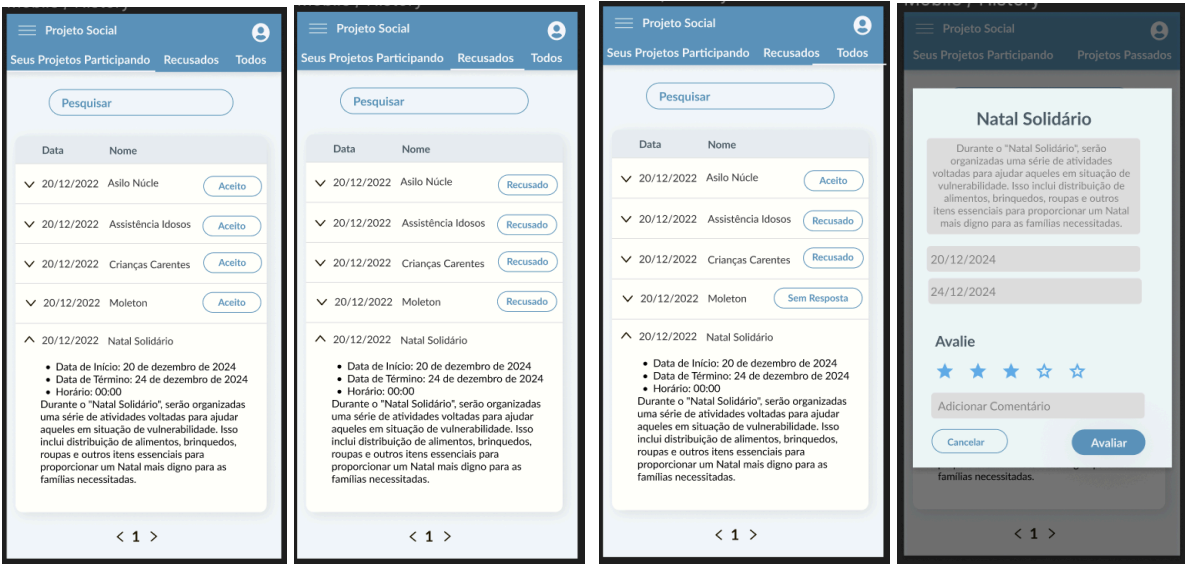 Projeto Social
Seus Projetos Participando Recusados Todos
Pesquisar
Data Nome
20/12/2022 Asilo Núcle Aceito
20/12/2022 Assistência Idosos Aceito
20/12/2022 Crianças Carentes Aceito
20/12/2022 Moleton Aceito
20/12/2022 Natal Solidário
• Data de Início: 20 de dezembro de 2024
• Data de Término: 24 de dezembro de 2024
• Horário: 00:00
Durante o "Natal Solidário", serão organizadas
uma série de atividades voltadas para ajudar
aqueles em situação de vulnerabilidade. Isso
inclui distribuição de alimentos, brinquedos,
roupas e outros itens essenciais para
proporcionar um Natal mais digno para as
famílias necessitadas.
< 1 >
Projeto Social
Seus Projetos Participando Recusados Todos
Pesquisar
Data Nome
20/12/2022 Asilo Núcle Recusado
20/12/2022 Assistência Idosos Recusado
20/12/2022 Crianças Carentes Recusado
20/12/2022 Moleton Recusado
20/12/2022 Natal Solidário
• Data de Início: 20 de dezembro de 2024
• Data de Término: 24 de dezembro de 2024
• Horário: 00:00
Durante o "Natal Solidário", serão organizadas
uma série de atividades voltadas para ajudar
aqueles em situação de vulnerabilidade. Isso
inclui distribuição de alimentos, brinquedos,
roupas e outros itens essenciais para
proporcionar um Natal mais digno para as
famílias necessitadas.
< 1 >
Projeto Social
Seus Projetos Participando Recusados Todos
Pesquisar
Data Nome
20/12/2022 Asilo Núcle Aceito
20/12/2022 Assistência Idosos Recusado
20/12/2022 Crianças Carentes Recusado
20/12/2022 Moleton Sem Resposta
20/12/2022 Natal Solidário
• Data de Início: 20 de dezembro de 2024
• Data de Término: 24 de dezembro de 2024
• Horário: 00:00
Durante o "Natal Solidário", serão organizadas
uma série de atividades voltadas para ajudar
aqueles em situação de vulnerabilidade. Isso
inclui distribuição de alimentos, brinquedos,
roupas e outros itens essenciais para
proporcionar um Natal mais digno para as
famílias necessitadas.
< 1 >
Projeto Social
Seus Projetos Participando Projetos Passados
Natal Solidário
Durante o "Natal Solidário", serão
organizadas uma série de atividades
voltadas para ajudar aqueles em situação de
vulnerabilidade. Isso inclui distribuição de
alimentos, brinquedos, roupas e outros
itens essenciais para proporcionar um Natal
mais digno para as famílias necessitadas.
20/12/2024
24/12/2024
Avalie
Adicionar Comentário
Cancelar Avaliar
famílias necessitadas.
< 1 >